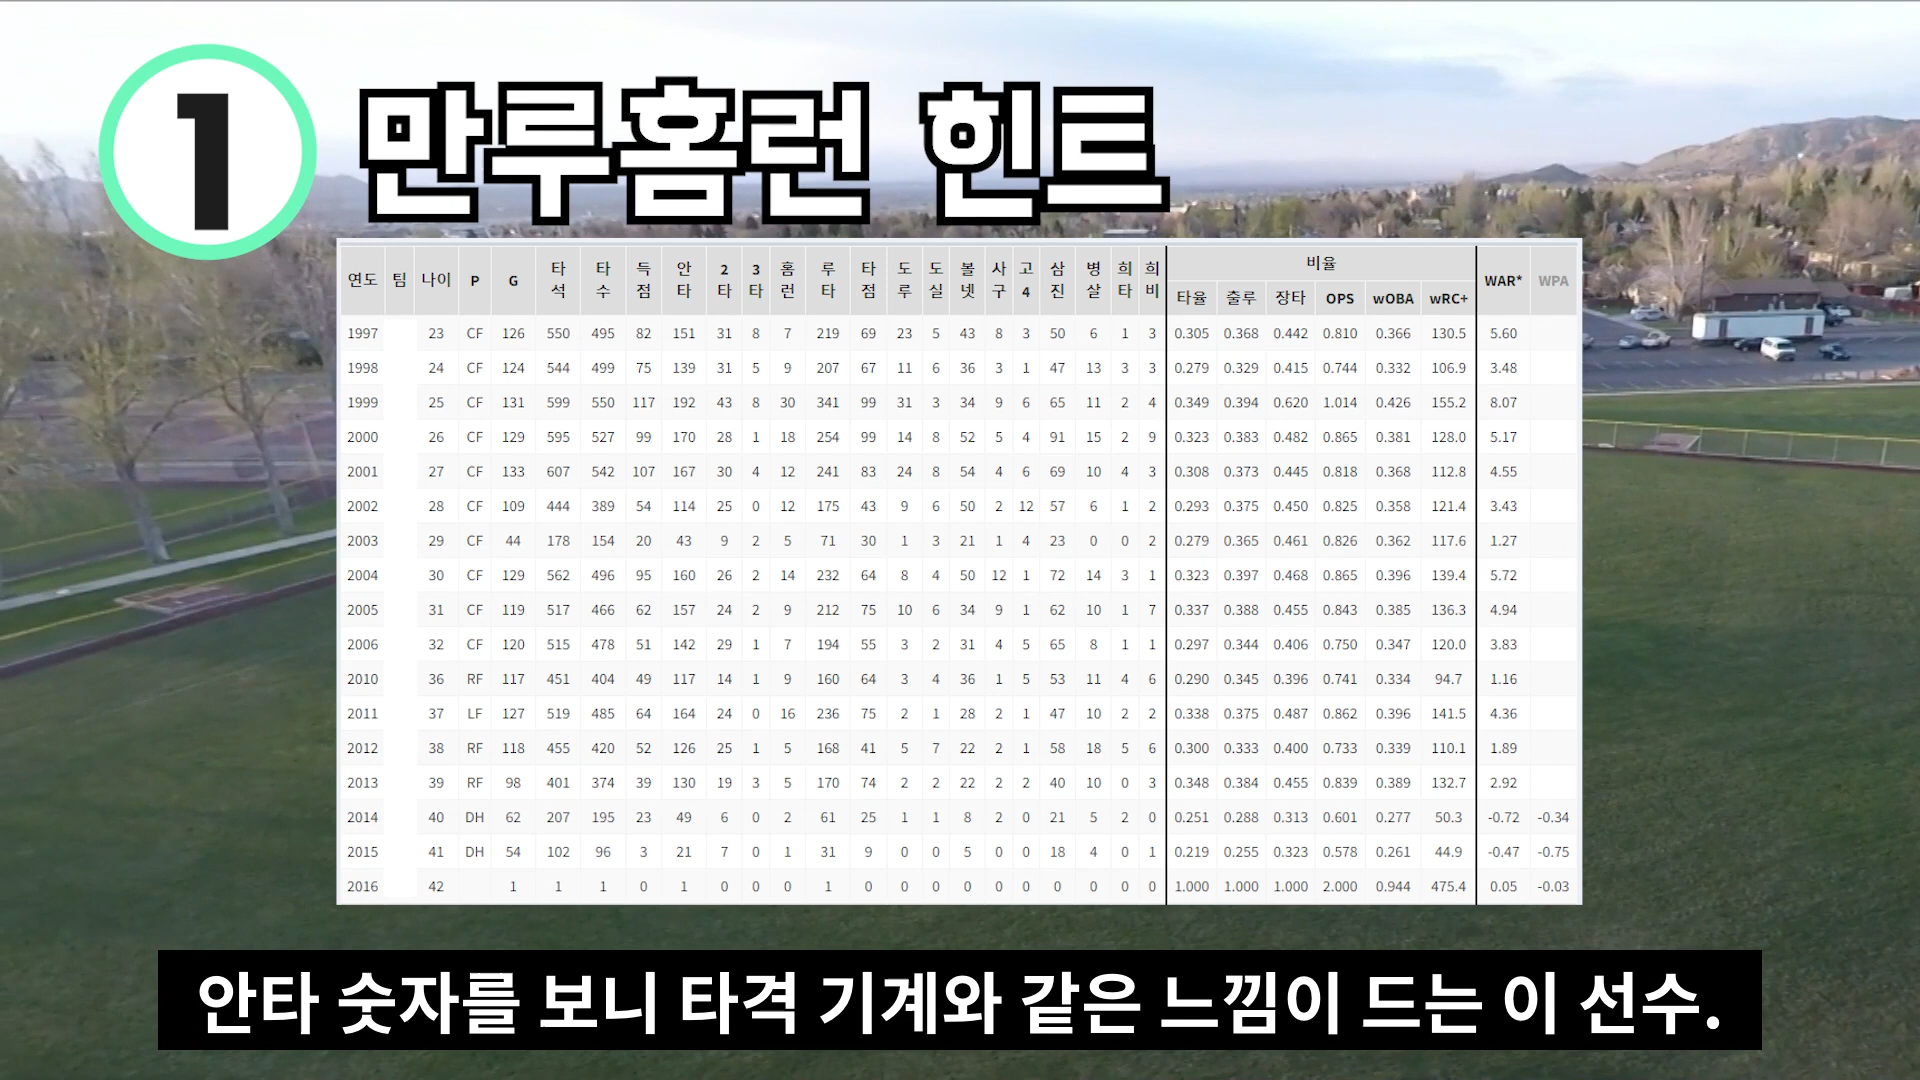 1
만루홈런 힌트
연도 팀 나이 P G 타석 타수 득점 안타 2타 3타 홈런 루타 타점 도루 도실 볼넷 사구 고4 삼진 병살 희타 희비 비율 WAR* WPA
타율 출루 장타 OPS wOBA wRC+
1997 23 CF 126 550 495 82 151 31 8 7 219 69 23 5 43 8 3 50 6 1 3 0.305 0.368 0.442 0.810 0.366 130.5 5.60
1998 24 CF 124 544 499 75 139 31 5 9 207 67 11 6 36 3 1 47 13 3 3 0.279 0.329 0.415 0.744 0.332 106.9 3.48
1999 25 CF 131 599 550 117 192 43 8 30 341 99 31 3 34 9 6 65 11 2 4 0.349 0.394 0.620 1.014 0.426 155.2 8.07
2000 26 CF 129 595 527 99 170 28 1 18 254 99 14 8 52 5 4 91 15 2 9 0.323 0.383 0.482 0.865 0.381 128.0 5.17
2001 27 CF 133 607 542 107 167 30 4 12 241 83 24 8 54 4 6 69 10 4 3 0.308 0.373 0.445 0.818 0.368 112.8 4.55
2002 28 CF 109 444 389 54 114 25 0 12 175 43 9 6 50 2 12 57 6 1 2 0.293 0.375 0.450 0.825 0.358 121.4 3.43
2003 29 CF 44 178 154 20 43 9 2 5 71 30 1 3 21 1 4 23 0 0 2 0.279 0.365 0.461 0.826 0.362 117.6 1.27
2004 30 CF 129 562 496 95 160 26 2 14 232 64 8 4 50 12 1 72 14 3 1 0.323 0.397 0.468 0.865 0.396 139.4 5.72
2005 31 CF 119 517 466 62 157 24 2 9 212 75 10 6 34 9 1 62 10 1 7 0.337 0.388 0.455 0.843 0.385 136.3 4.94
2006 32 CF 120 515 478 51 142 29 1 7 194 55 3 2 31 4 5 65 8 1 1 0.297 0.344 0.406 0.750 0.347 120.0 3.83
2010 36 RF 117 451 404 49 117 14 1 9 160 64 3 4 36 1 5 53 11 4 6 0.290 0.345 0.396 0.741 0.334 94.7 1.16
2011 37 LF 127 519 485 64 164 24 0 16 236 75 2 1 28 2 1 47 10 2 2 0.338 0.375 0.487 0.862 0.396 141.5 4.36
2012 38 RF 118 455 420 52 126 25 1 5 168 41 5 7 22 2 1 58 18 5 6 0.300 0.333 0.400 0.733 0.339 110.1 1.89
2013 39 RF 98 401 374 39 130 19 3 5 170 74 2 2 22 2 2 40 10 0 3 0.348 0.384 0.455 0.839 0.389 132.7 2.92
2014 40 DH 62 207 195 23 49 6 0 2 61 25 1 1 8 2 0 21 5 2 0 0.251 0.288 0.313 0.601 0.277 50.3 -0.72 -0.34
2015 41 DH 54 102 96 3 21 7 0 1 31 9 0 0 5 0 0 18 4 0 1 0.219 0.255 0.323 0.578 0.261 44.9 -0.47 -0.75
2016 42 1 1 1 0 1 0 0 0 1 0 0 0 0 0 0 0 0 0 0 1.000 1.000 1.000 2.000 0.944 475.4 0.05 -0.03
안타 숫자를 보니 타격 기계와 같은 느낌이 드는 이 선수.